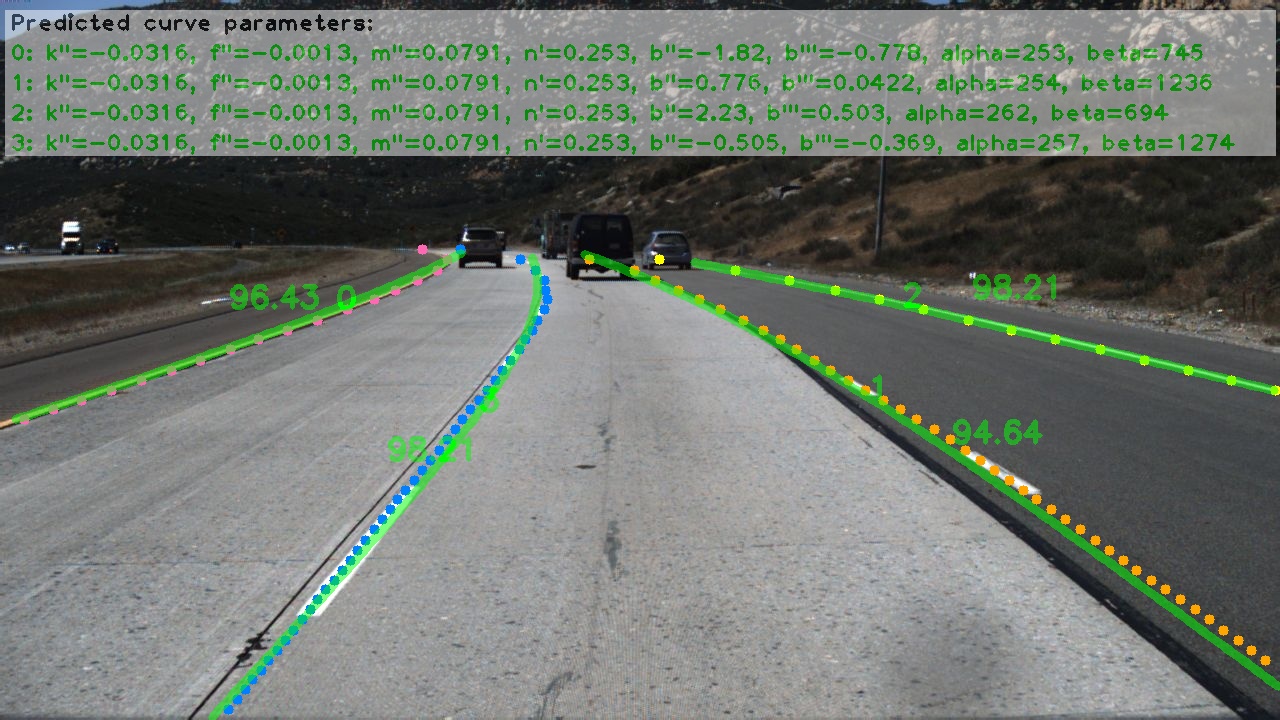 Predicted curve parameters:
0: k''=-0.0316, f''=-0.0013, m''=0.0791, n'=0.253, b''=-1.82, b'''=-0.778, alpha=253, beta=745
1: k''=-0.0316, f''=-0.0013, m''=0.0791, n'=0.253, b''=0.776, b'''=0.0422, alpha=254, beta=1236
2: k''=-0.0316, f''=-0.0013, m''=0.0791, n'=0.253, b''=2.23, b'''=0.503, alpha=262, beta=694
3: k''=-0.0316, f''=-0.0013, m''=0.0791, n'=0.253, b''=-0.505, b'''=-0.369, alpha=257, beta=1274
96.43 0
2 98.21
1
3
94.64
98.21